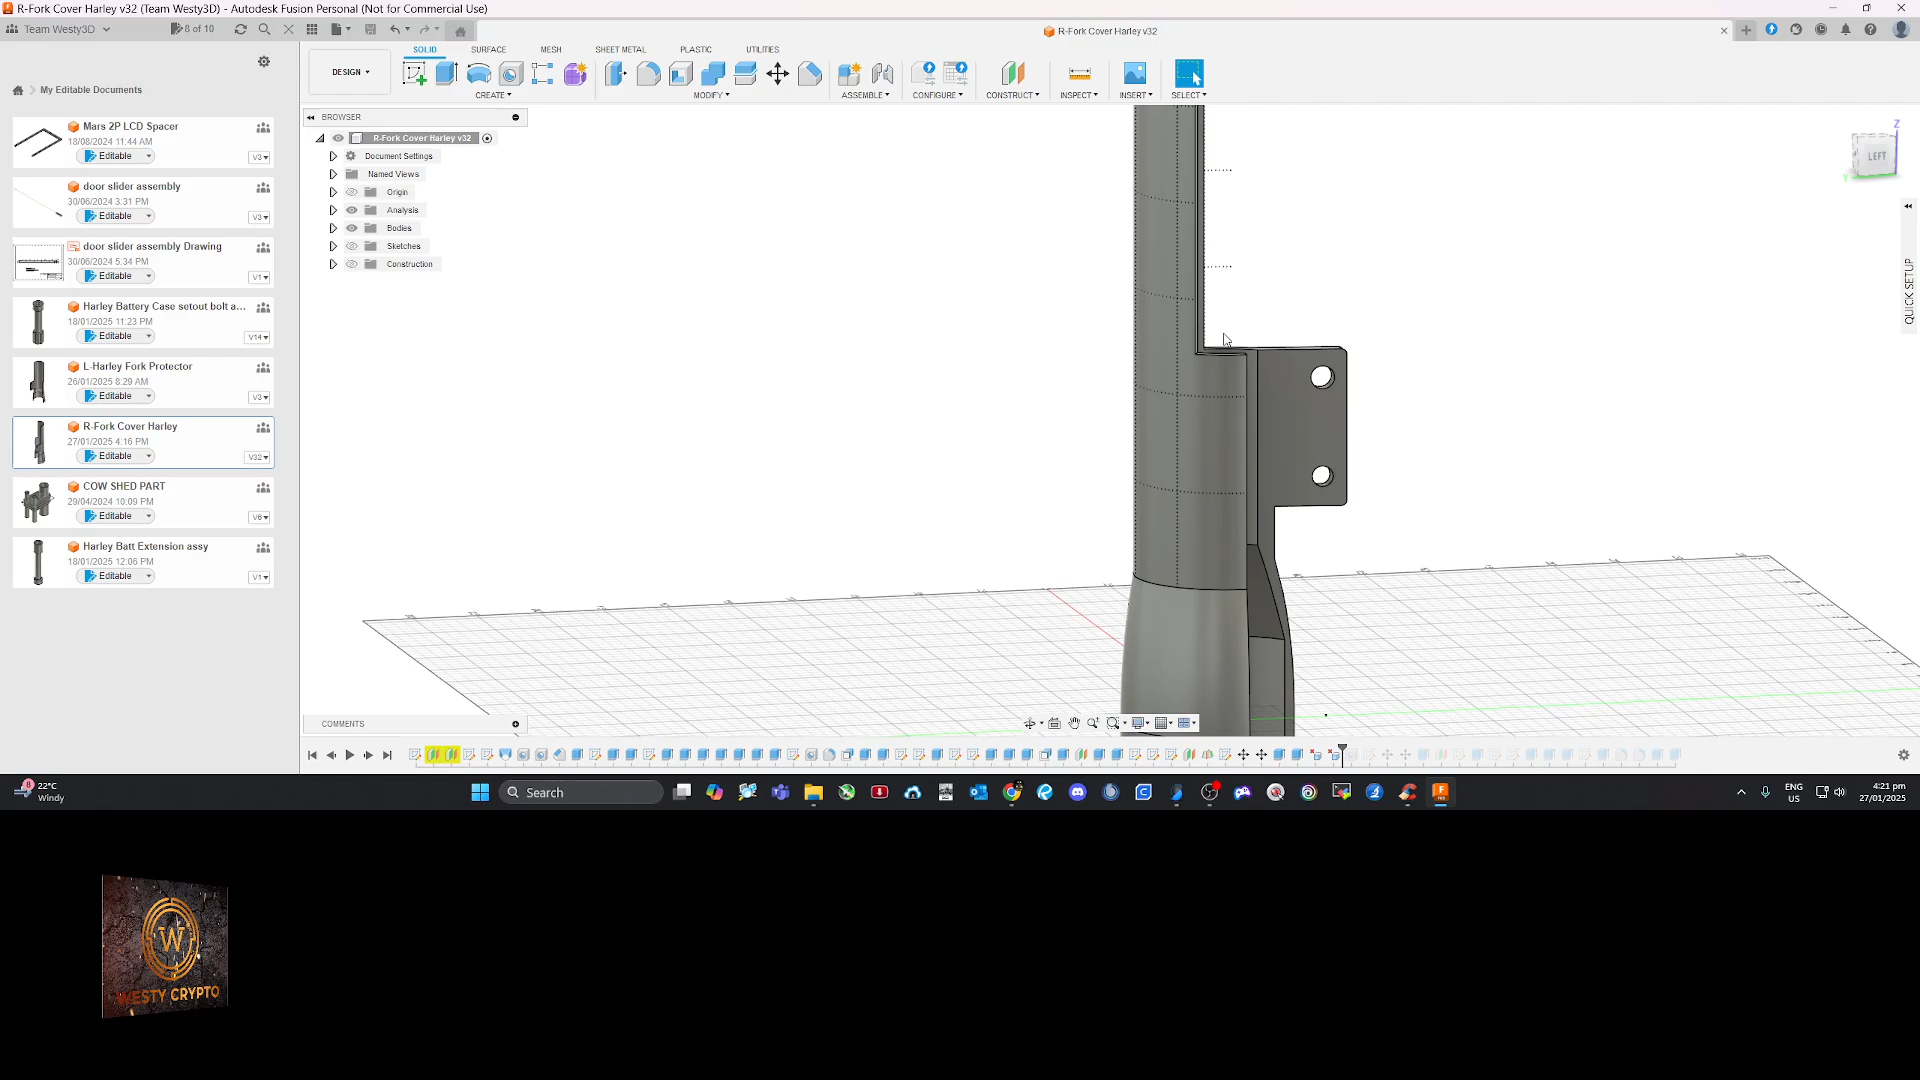 R-Fork Cover Harley v32 (Team Westy3D) - Autodesk Fusion Personal (Not for Commercial Use)
Team Westy3D
8 of 10
R-Fork Cover Harley v32
DESIGN
SOLID
SURFACE
MESH
SHEET METAL
PLASTIC
UTILITIES
CREATE
MODIFY
ASSEMBLE
CONFIGURE
CONSTRUCT
INSPECT
INSERT
SELECT
My Editable Documents
Mars 2P LCD Spacer
18/08/2024 11:44 AM
Editable
V3
door slider assembly
30/06/2024 3:31 PM
Editable
V3
door slider assembly Drawing
30/06/2024 5:34 PM
Editable
V1
Harley Battery Case setout bolt a...
18/01/2025 11:23 PM
Editable
V14
L-Harley Fork Protector
26/01/2025 8:29 AM
Editable
V3
R-Fork Cover Harley
27/01/2025 4:16 PM
Editable
V32
COW SHED PART
29/04/2024 10:09 PM
Editable
V6
Harley Batt Extension assy
18/01/2025 12:06 PM
Editable
V1
BROWSER
R-Fork Cover Harley v32
Document Settings
Named Views
Origin
Analysis
Bodies
Sketches
Construction
Z
LEFT
Y
QUICK SETUP
COMMENTS
22°C
Windy
Search
ENG
US
4:21 pm
27/01/2025
W
WESTY CRYPTO